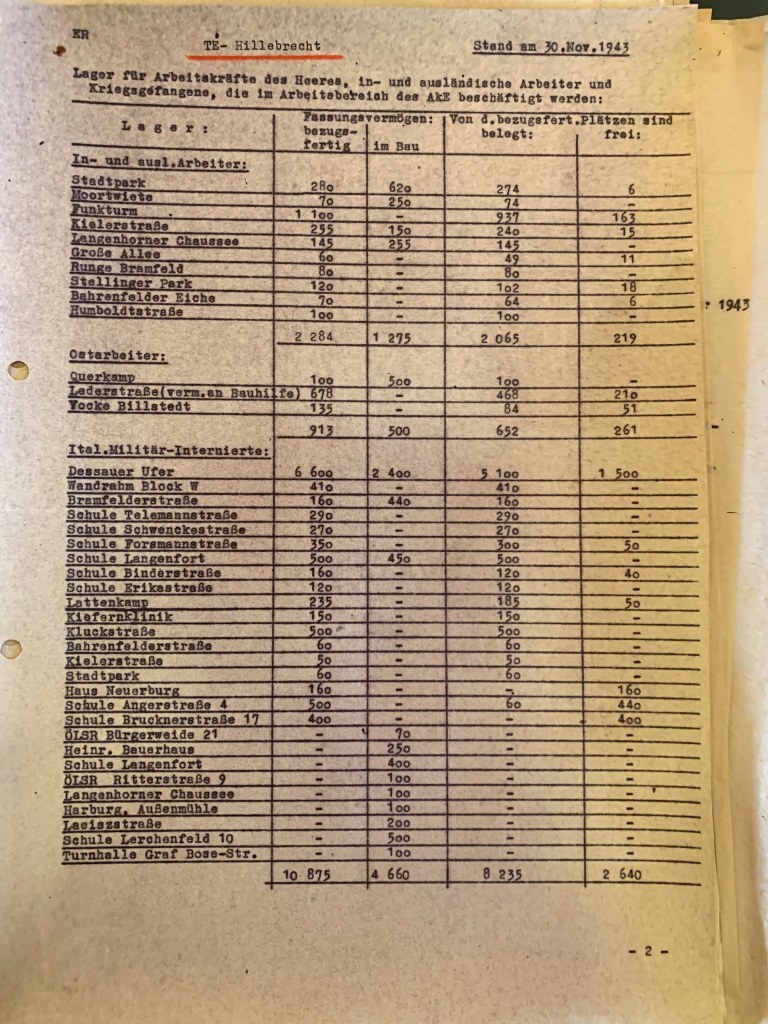 ER
TE- Hillebrecht Stand am 30.Nov.1943
Lager für Arbeitskräfte des Heeres, in- und ausländische Arbeiter und
Kriegsgefangene, die im Arbeitsbereich des AkE beschäftigt werden:
Lager: Fassungsvermögen: Von d.bezugsfert.Plätzen sind
bezugs- belegt: frei:
fertig im Bau
In- und ausl.Arbeiter:
Stadtpark 280 620 274 6
Moortwiete 70 250 74 -
Funkturm 1 100 - 937 163
Kielerstraße 255 150 240 15
Langenhorner Chaussee 145 255 145 -
Große Allee 60 - 49 11
Runge Bramfeld 80 - 80 -
Stellinger Park 120 - 102 18
Bahrenfelder Eiche 70 - 64 6
Humboldtstraße 100 - 100 -
2 284 1 275 2 065 219
Ostarbeiter:
Querkamp 100 500 100 -
Lederstraße(verm.an Bauhilfe) 678 - 468 210
Vocke Billstedt 135 - 84 51
913 500 652 261
Ital.Militär-Internierte:
Dessauer Ufer 6 600 2 400 5 100 1 500
Wandrahm Block W 410 - 410 -
Bramfelderstraße 160 440 160 -
Schule Telemannstraße 290 - 290 -
Schule Schwenckestraße 270 - 270 -
Schule Forsmannstraße 350 - 300 50
Schule Langenfort 500 450 500 -
Schule Binderstraße 160 - 120 40
Schule Erikastraße 120 - 120 -
Lattenkamp 235 - 185 50
Kiefernklinik 150 - 150 -
Kluckstraße 500 - 500 -
Bahrenfelderstraße 60 - 60 -
Kielerstraße 50 - 50 -
Stadtpark 60 - 60 -
Haus Neuerburg 160 - - 160
Schule Angerstraße 4 500 - 60 440
Schule Brucknerstraße 17 400 - - 400
ÖLSR Bürgerweide 21 - 70 - -
Heinr. Bauerhaus - 250 - -
Schule Langenfort - 400 - -
ÖLSR Ritterstraße 9 - 100 - -
Langenhorner Chaussee - 100 - -
Harburg, Außenmühle - 100 - -
Laeiszstraße - 200 - -
Schule Lerchenfeld 10 - 500 - -
Turnhalle Graf Bose-Str. - 100 - -
10 875 4 660 8 235 2 640
- 2 -
1943